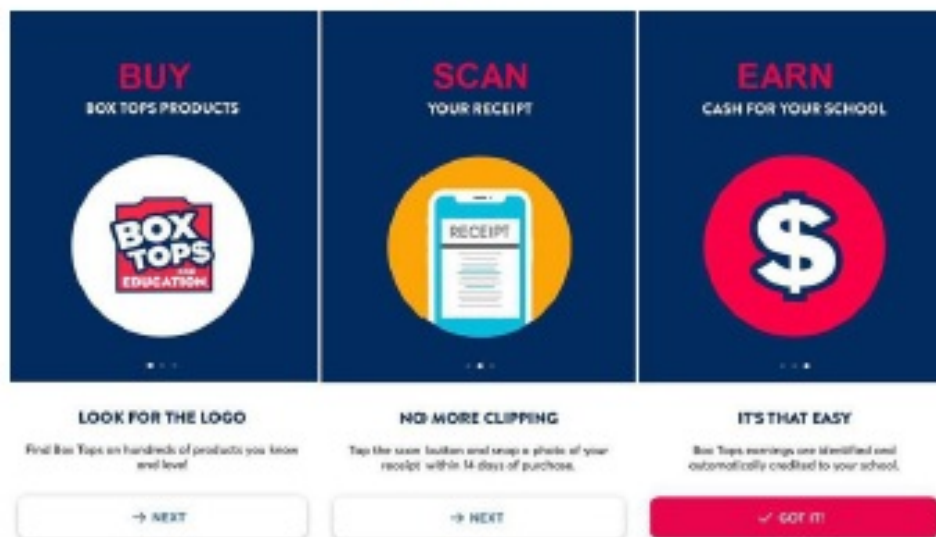 BUY
BOX TOPS PRODUCTS
BOX
TOPS
FOR
EDUCATION
LOOK FOR THE LOGO
Find Box Tops on hundreds of products you know
and love!
→ NEXT
SCAN
YOUR RECEIPT
RECEIPT
NO MORE CLIPPING
Tap the scan button and snap a photo of your
receipt within 14 days of purchase.
→ NEXT
EARN
CASH FOR YOUR SCHOOL
$
IT'S THAT EASY
Box Tops earnings are identified and
automatically credited to your school.
✓ GOT IT!